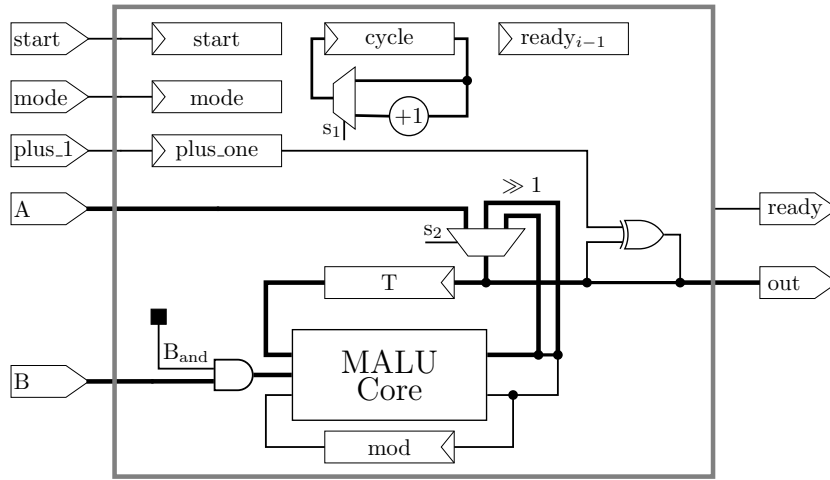 start
start
cycle
ready_{i−1}
mode
mode
+1
s_1
plus_1
plus_one
≫ 1
A
s_2
ready
T
out
B_and
MALU
Core
B
mod